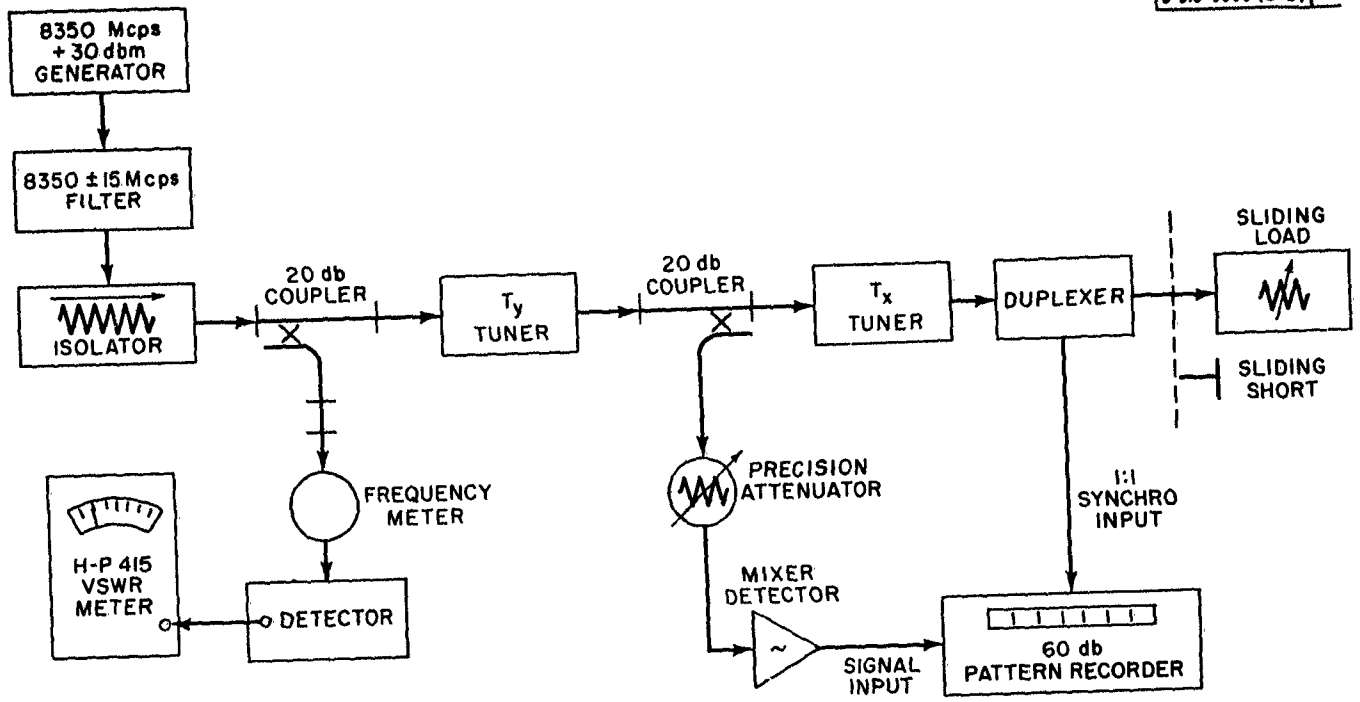 8350 Mcps
+30 dbm
GENERATOR
8350 ±15 Mcps
FILTER
ISOLATOR
20 db
COUPLER
Ty
TUNER
20 db
COUPLER
Tx
TUNER
DUPLEXER
SLIDING
LOAD
SLIDING
SHORT
FREQUENCY
METER
H-P 415
VSWR
METER
DETECTOR
PRECISION
ATTENUATOR
MIXER
DETECTOR
~
SIGNAL
INPUT
1:1
SYNCHRO
INPUT
60 db
PATTERN RECORDER